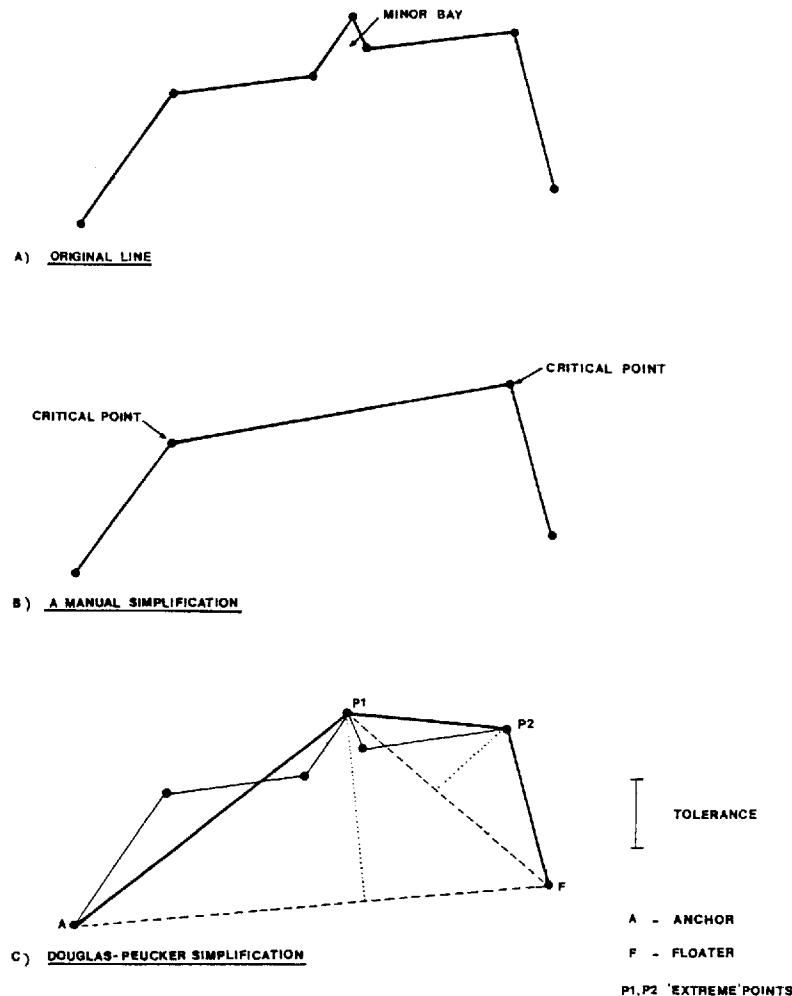 MINOR BAY
A) ORIGINAL LINE
CRITICAL POINT
CRITICAL POINT
B) A MANUAL SIMPLIFICATION
P1
P2
TOLERANCE
A
F
A - ANCHOR
C) DOUGLAS-PEUCKER SIMPLIFICATION
F - FLOATER
P1,P2 'EXTREME' POINTS